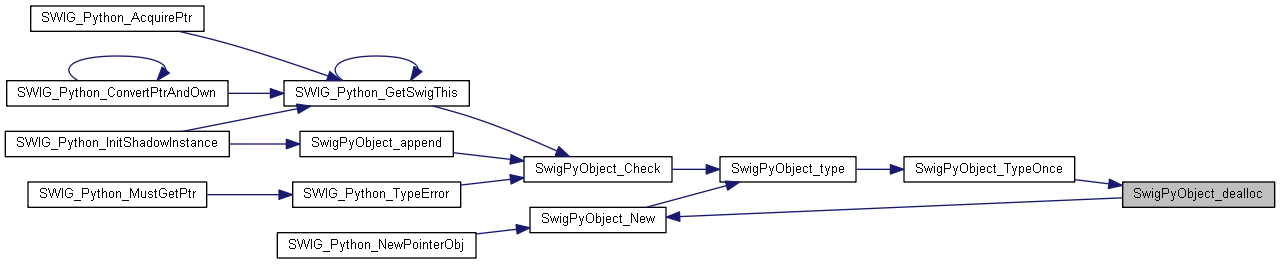 SWIG_Python_AcquirePtr
SWIG_Python_ConvertPtrAndOwn
SWIG_Python_GetSwigThis
SWIG_Python_InitShadowInstance
SwigPyObject_append
SwigPyObject_Check
SwigPyObject_type
SwigPyObject_TypeOnce
SwigPyObject_dealloc
SWIG_Python_MustGetPtr
SWIG_Python_TypeError
SwigPyObject_New
SWIG_Python_NewPointerObj